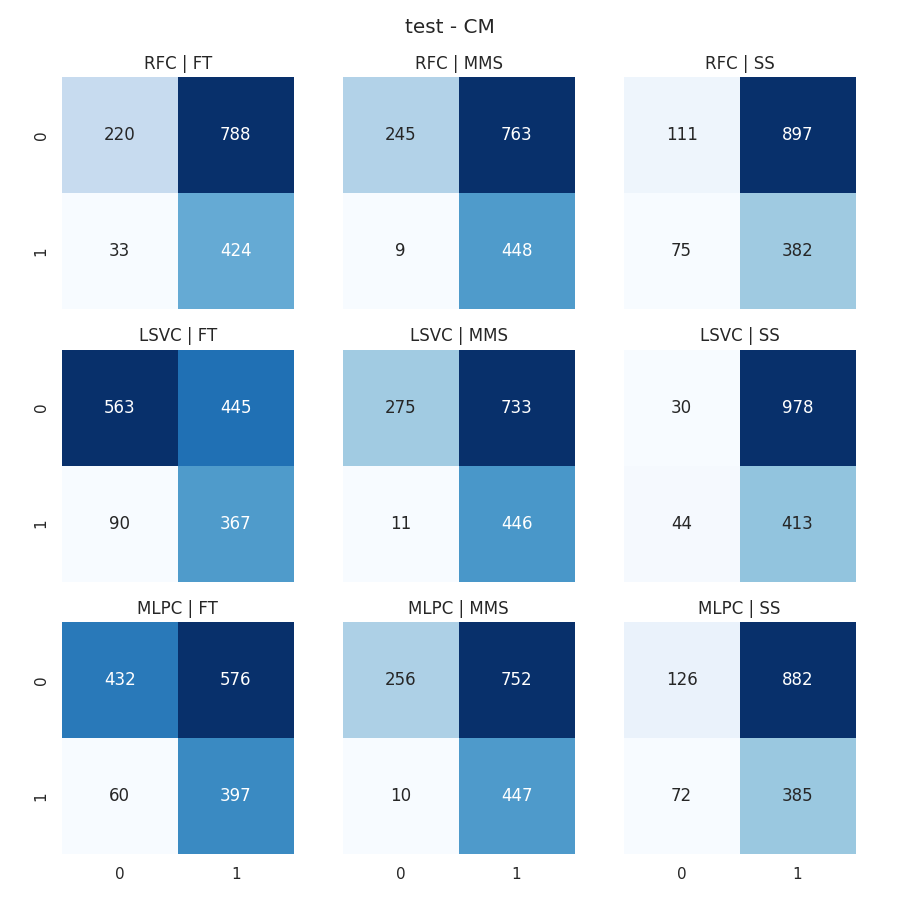 test - CM
RFC | FT RFC | MMS RFC | SS
0 220 788 245 763 111 897
1 33 424 9 448 75 382
LSVC | FT LSVC | MMS LSVC | SS
0 563 445 275 733 30 978
1 90 367 11 446 44 413
MLPC | FT MLPC | MMS MLPC | SS
0 432 576 256 752 126 882
1 60 397 10 447 72 385
0 1 0 1 0 1